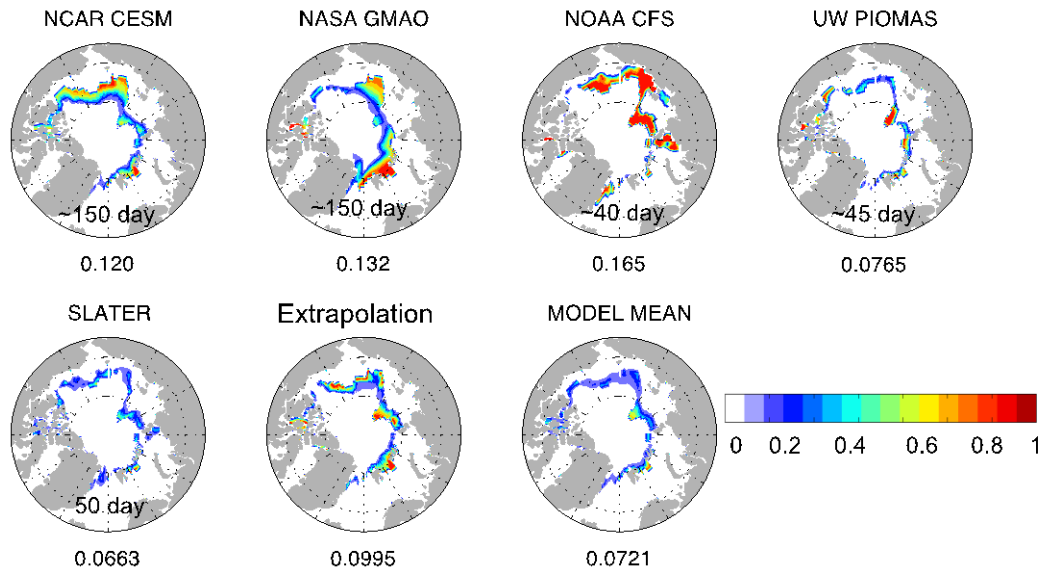 NCAR CESM
NASA GMAO
NOAA CFS
UW PIOMAS
~150 day
~150 day
~40 day
~45 day
0.120
0.132
0.165
0.0765
SLATER
Extrapolation
MODEL MEAN
0 0.2 0.4 0.6 0.8 1
50 day
0.0663
0.0995
0.0721